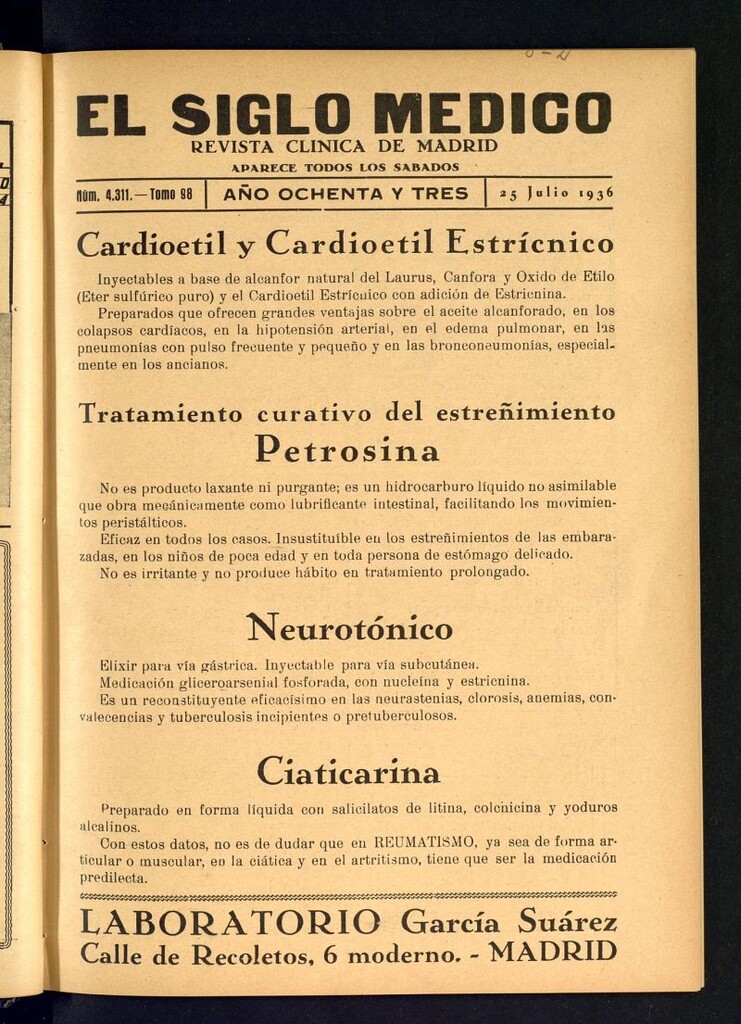 EL SIGLO MEDICO
REVISTA CLINICA DE MADRID
APARECE TODOS LOS SABADOS
Núm. 4.311.—Tomo 98 | AÑO OCHENTA Y TRES | 25 Julio 1936
Cardioetil y Cardioetil Estrícnico
Inyectables a base de alcanfor natural del Laurus, Canfora y Oxido de Etilo
(Eter sulfúrico puro) y el Cardioetil Estrícnico con adición de Estricnina.
Preparados que ofrecen grandes ventajas sobre el aceite alcanforado, en los
colapsos cardíacos, en la hipotensión arterial, en el edema pulmonar, en las
pneumonías con pulso frecuente y pequeño y en las bronconeumonías, especial-
mente en los ancianos.
Tratamiento curativo del estreñimiento
Petrosina
No es producto laxante ni purgante; es un hidrocarburo líquido no asimilable
que obra mecánicamente como lubrificante intestinal, facilitando los movimien-
tos peristálticos.
Eficaz en todos los casos. Insustituíble en los estreñimientos de las embara-
zadas, en los niños de poca edad y en toda persona de estómago delicado.
No es irritante y no produce hábito en tratamiento prolongado.
Neurotónico
Elixir para vía gástrica. Inyectable para vía subcutánea.
Medicación gliceroarsenial fosforada, con nucleína y estricnina.
Es un reconstituyente eficacísimo en las neurastenias, clorosis, anemias, con-
valecencias y tuberculosis incipientes o pretuberculosos.
Ciaticarina
Preparado en forma líquida con salicilatos de litina, colchicina y yoduros
alcalinos.
Con estos datos, no es de dudar que en REUMATISMO, ya sea de forma ar-
ticular o muscular, en la ciática y en el artritismo, tiene que ser la medicación
predilecta.
LABORATORIO García Suárez
Calle de Recoletos, 6 moderno. - MADRID